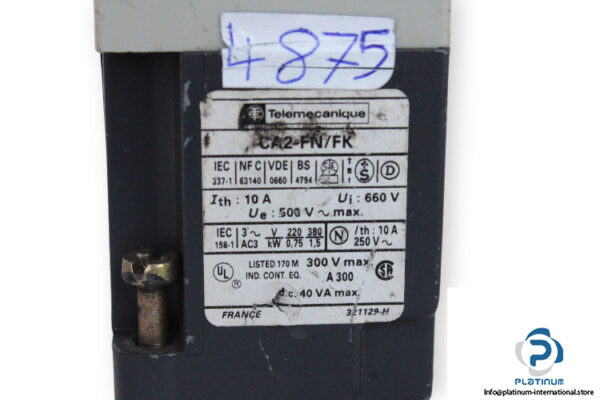 4875
Telemecanique
CA2-FN/FK
IEC NF C VDE BS
337-1 63140 0660 4794
Ith : 10 A Ui : 660 V
Ue : 500 V ~ max.
IEC 3 ~ V 220 380 N Ith : 10 A
158-1 AC3 kW 0,75 1,5 250 V ~
UL LISTED 170 M 300 V max.
IND. CONT. EQ. A 300
d.c. 40 VA max.
FRANCE 321129-H
PLATINUM
Info@platinum-international.store